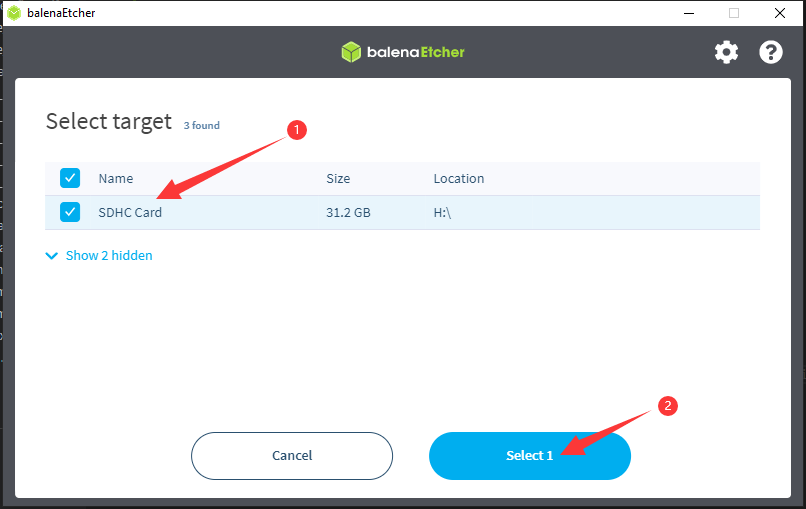 balenaEtcher
balenaEtcher
Select target 3 found
1
Name Size Location
SDHC Card 31.2 GB H:\
Show 2 hidden
2
Cancel Select 1